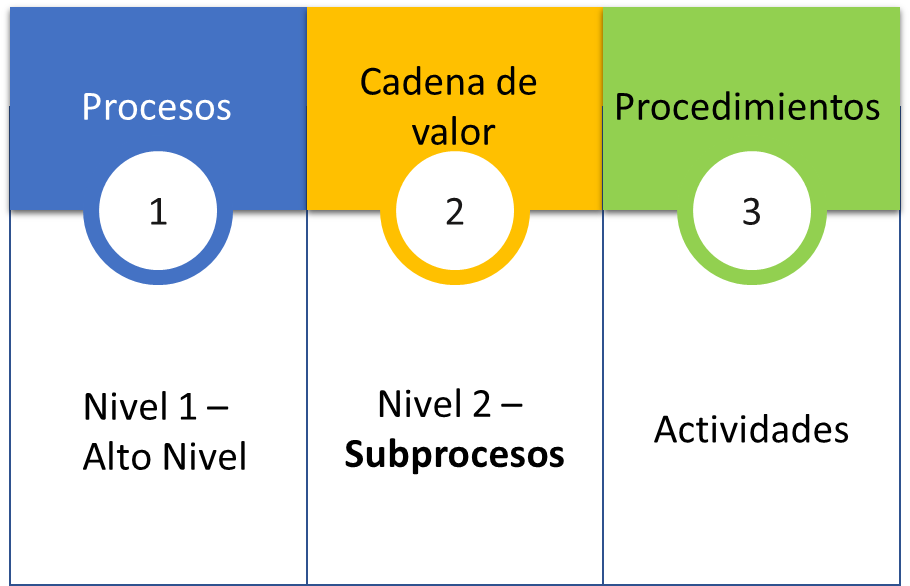 Procesos
1
Nivel 1 –
Alto Nivel
Cadena de
valor
2
Nivel 2 –
Subprocesos
Procedimientos
3
Actividades